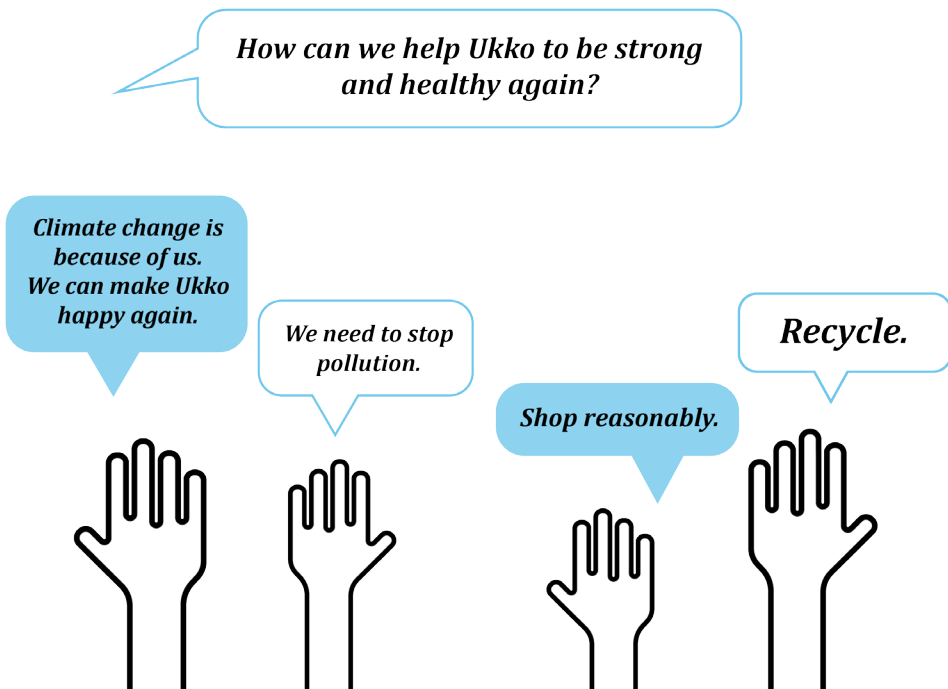 How can we help Ukko to be strong
and healthy again?
Climate change is
because of us.
We can make Ukko
happy again.
We need to stop
pollution.
Shop reasonably.
Recycle.